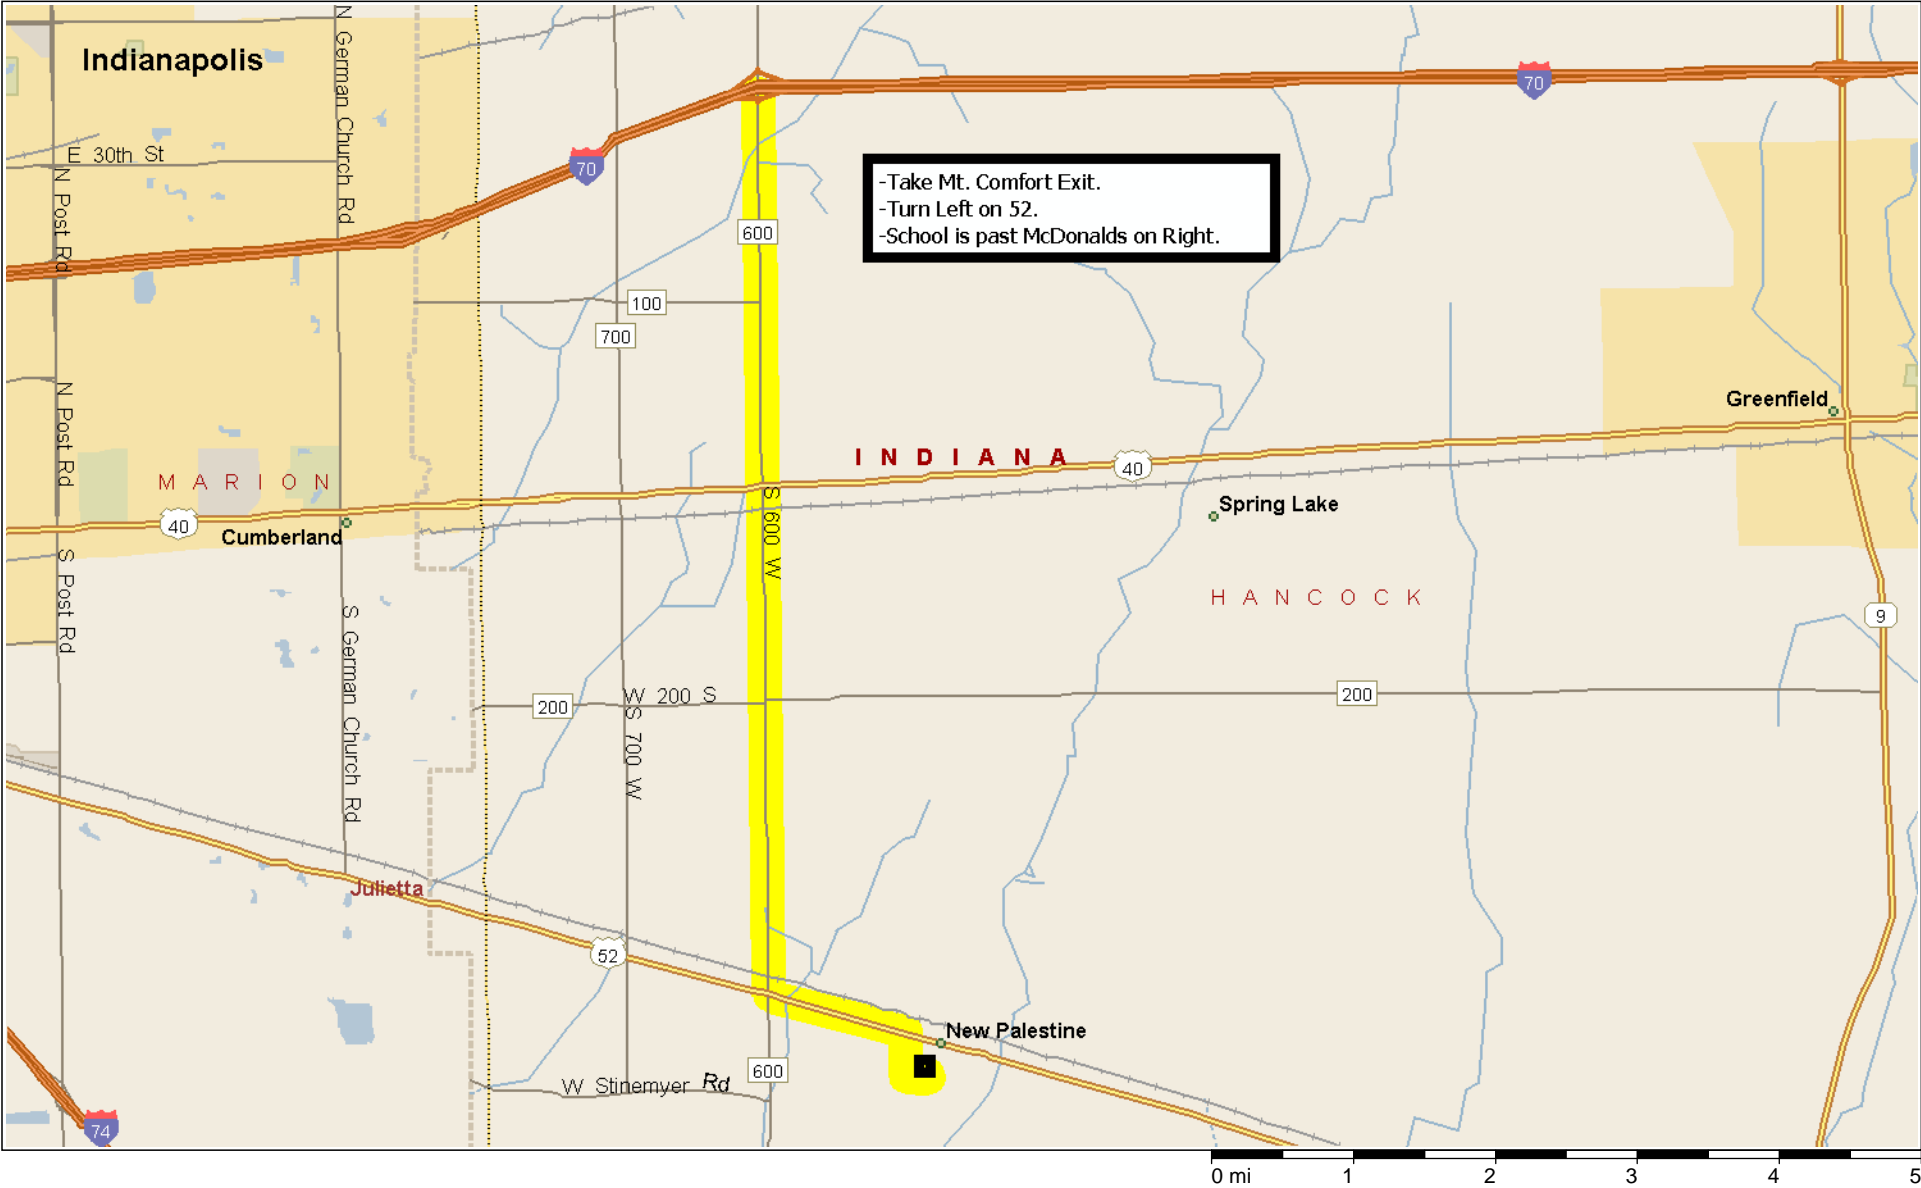 Indianapolis
N German Church Rd
70
70
E 30th St
N Post Rd
-Take Mt. Comfort Exit.
-Turn Left on 52.
-School is past McDonalds on Right.
600
100
700
N Post Rd
Greenfield
INDIANA
40
MARION
40
Cumberland
S 600 W
Spring Lake
S Post Rd
HANCOCK
9
S German Church Rd
W 200 S
200
200
S 700 W
Julietta
52
New Palestine
600
W Stinemyer Rd
74
0 mi 1 2 3 4 5